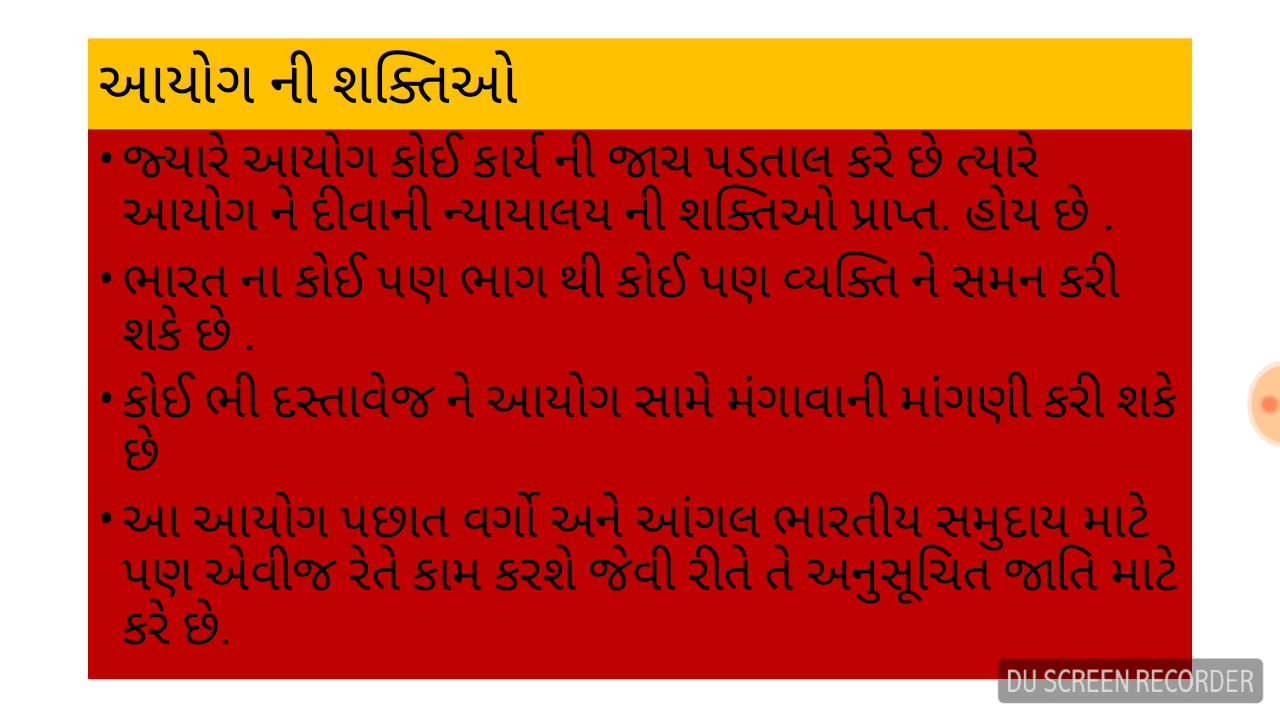 આયોગ ની શક્તિઓ
• જ્યારે આયોગ કોઈ કાર્ય ની જાચ પડતાલ કરે છે ત્યારે
આયોગ ને દીવાની ન્યાયાલય ની શક્તિઓ પ્રાપ્ત. હોય છે .
• ભારત ના કોઈ પણ ભાગ થી કોઈ પણ વ્યક્તિ ને સમન કરી
શકે છે .
• કોઈ ભી દસ્તાવેજ ને આયોગ સામે મંગાવાની માંગણી કરી શકે
છે
• આ આયોગ પછાત વર્ગો અને આંગલ ભારતીય સમુદાય માટે
પણ એવીજ રેતે કામ કરશે જેવી રીતે તે અનુસૂચિત જાતિ માટે
કરે છે.
DU SCREEN RECORDER